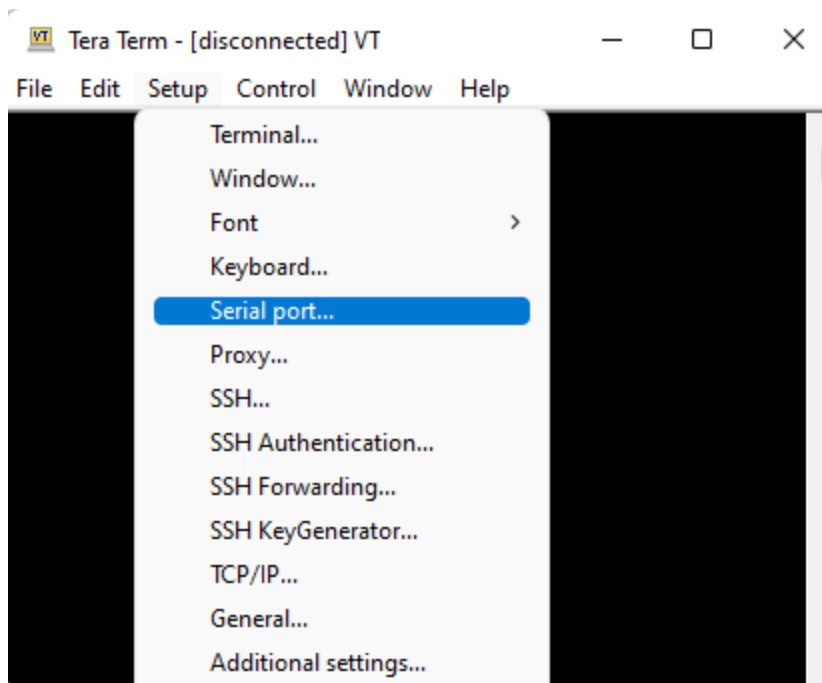 VT Tera Term - [disconnected] VT
File Edit Setup Control Window Help
Terminal...
Window...
Font
Keyboard...
Serial port...
Proxy...
SSH...
SSH Authentication...
SSH Forwarding...
SSH KeyGenerator...
TCP/IP...
General...
Additional settings...